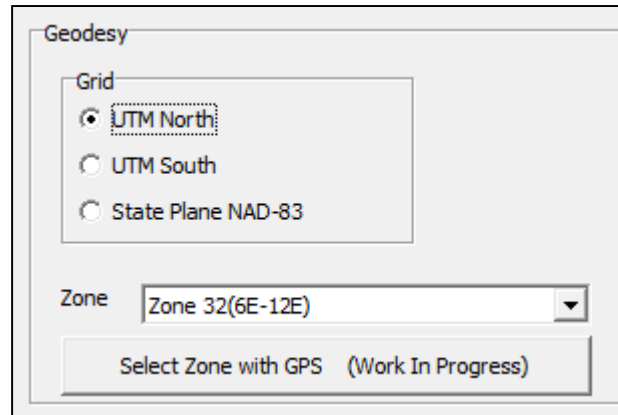 Geodesy
Grid
UTM North
UTM South
State Plane NAD-83
Zone Zone 32(6E-12E)
Select Zone with GPS (Work In Progress)